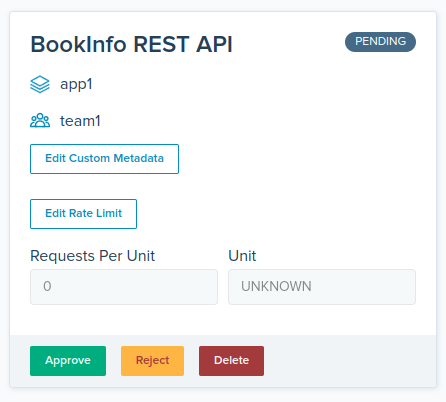 BookInfo REST API
PENDING
app1
team1
Edit Custom Metadata
Edit Rate Limit
Requests Per Unit
Unit
0
UNKNOWN
Approve
Reject
Delete